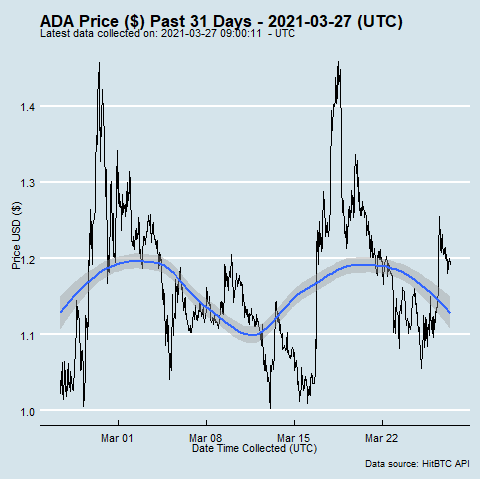 ADA Price ($) Past 31 Days - 2021-03-27 (UTC)
Latest data collected on: 2021-03-27 09:00:11 - UTC
1.4
1.3
1.2
1.1
1.0
Price USD ($)
Mar 01 Mar 08 Mar 15 Mar 22
Date Time Collected (UTC)
Data source: HitBTC API